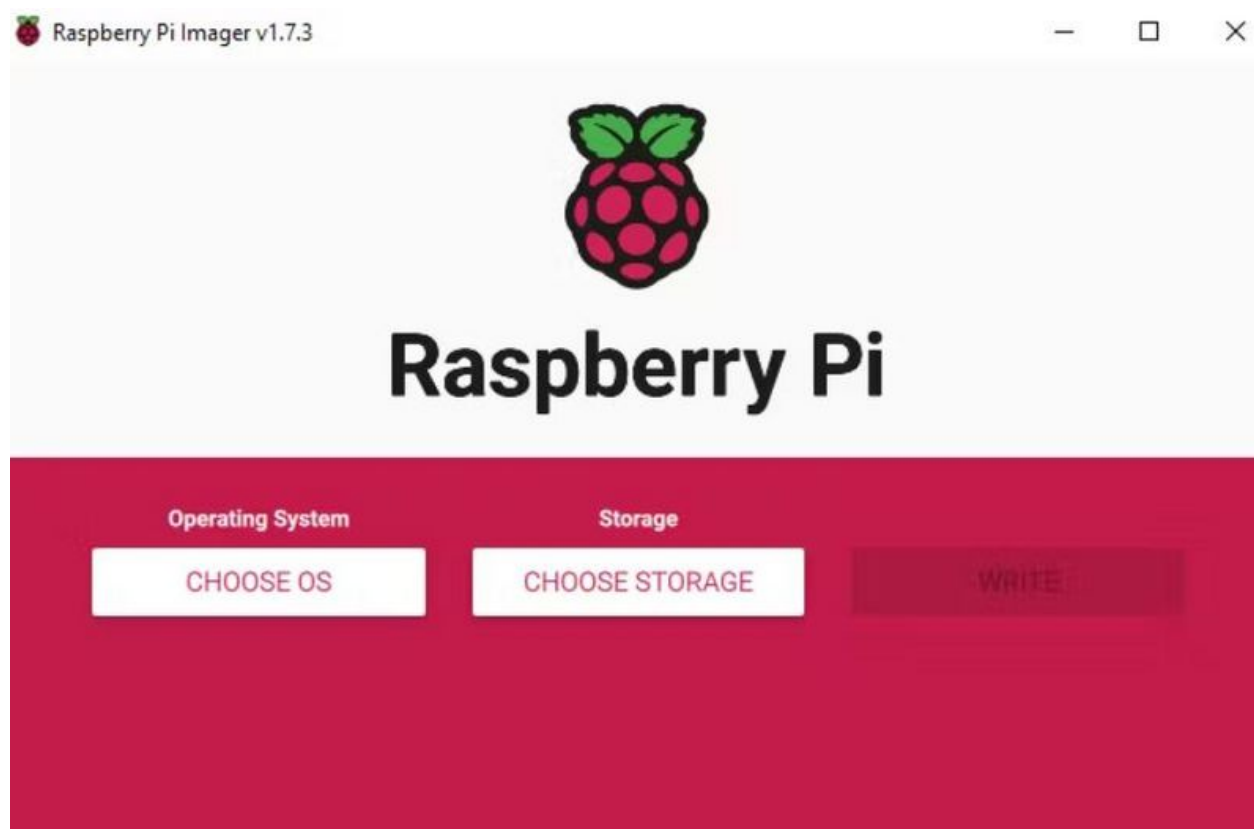 Raspberry Pi Imager v1.7.3
Raspberry Pi
Operating System
Storage
CHOOSE OS
CHOOSE STORAGE
WRITE